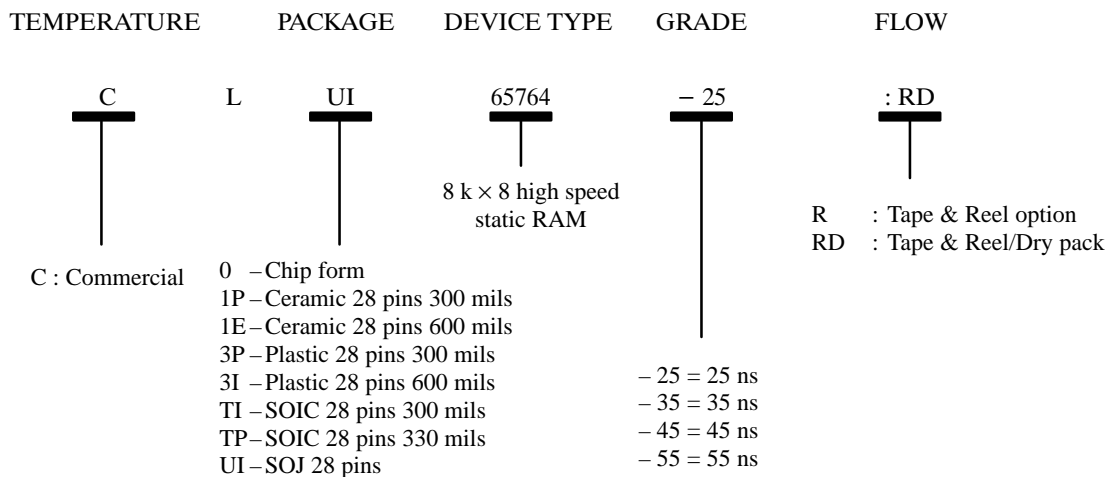 TEMPERATURE PACKAGE DEVICE TYPE GRADE FLOW
C L UI 65764 – 25 : RD
8 k × 8 high speed
static RAM
R : Tape & Reel option
RD : Tape & Reel/Dry pack
C : Commercial
0 – Chip form
1P – Ceramic 28 pins 300 mils
1E – Ceramic 28 pins 600 mils
3P – Plastic 28 pins 300 mils
3I – Plastic 28 pins 600 mils
TI – SOIC 28 pins 300 mils
TP – SOIC 28 pins 330 mils
UI – SOJ 28 pins
– 25 = 25 ns
– 35 = 35 ns
– 45 = 45 ns
– 55 = 55 ns